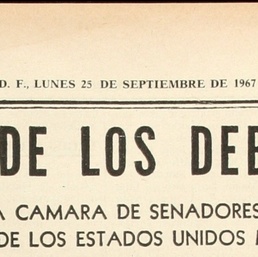 D. F., LUNES 25 DE SEPTIEMBRE DE 1967
DE LOS DEB
A CAMARA DE SENADORES
DE LOS ESTADOS UNIDOS M